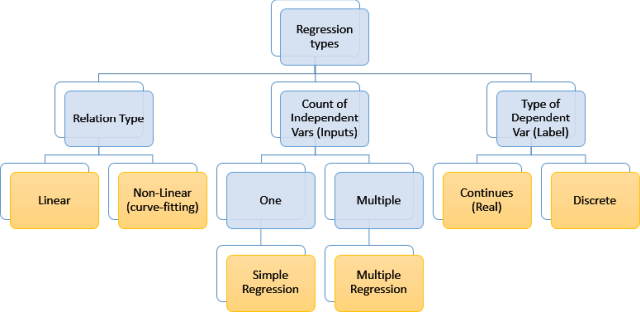 Regression
types
Relation Type
Count of
Independent
Vars (Inputs)
Type of
Dependent
Var (Label)
Linear
Non-Linear
(curve-fitting)
One
Multiple
Continues
(Real)
Discrete
Simple
Regression
Multiple
Regression